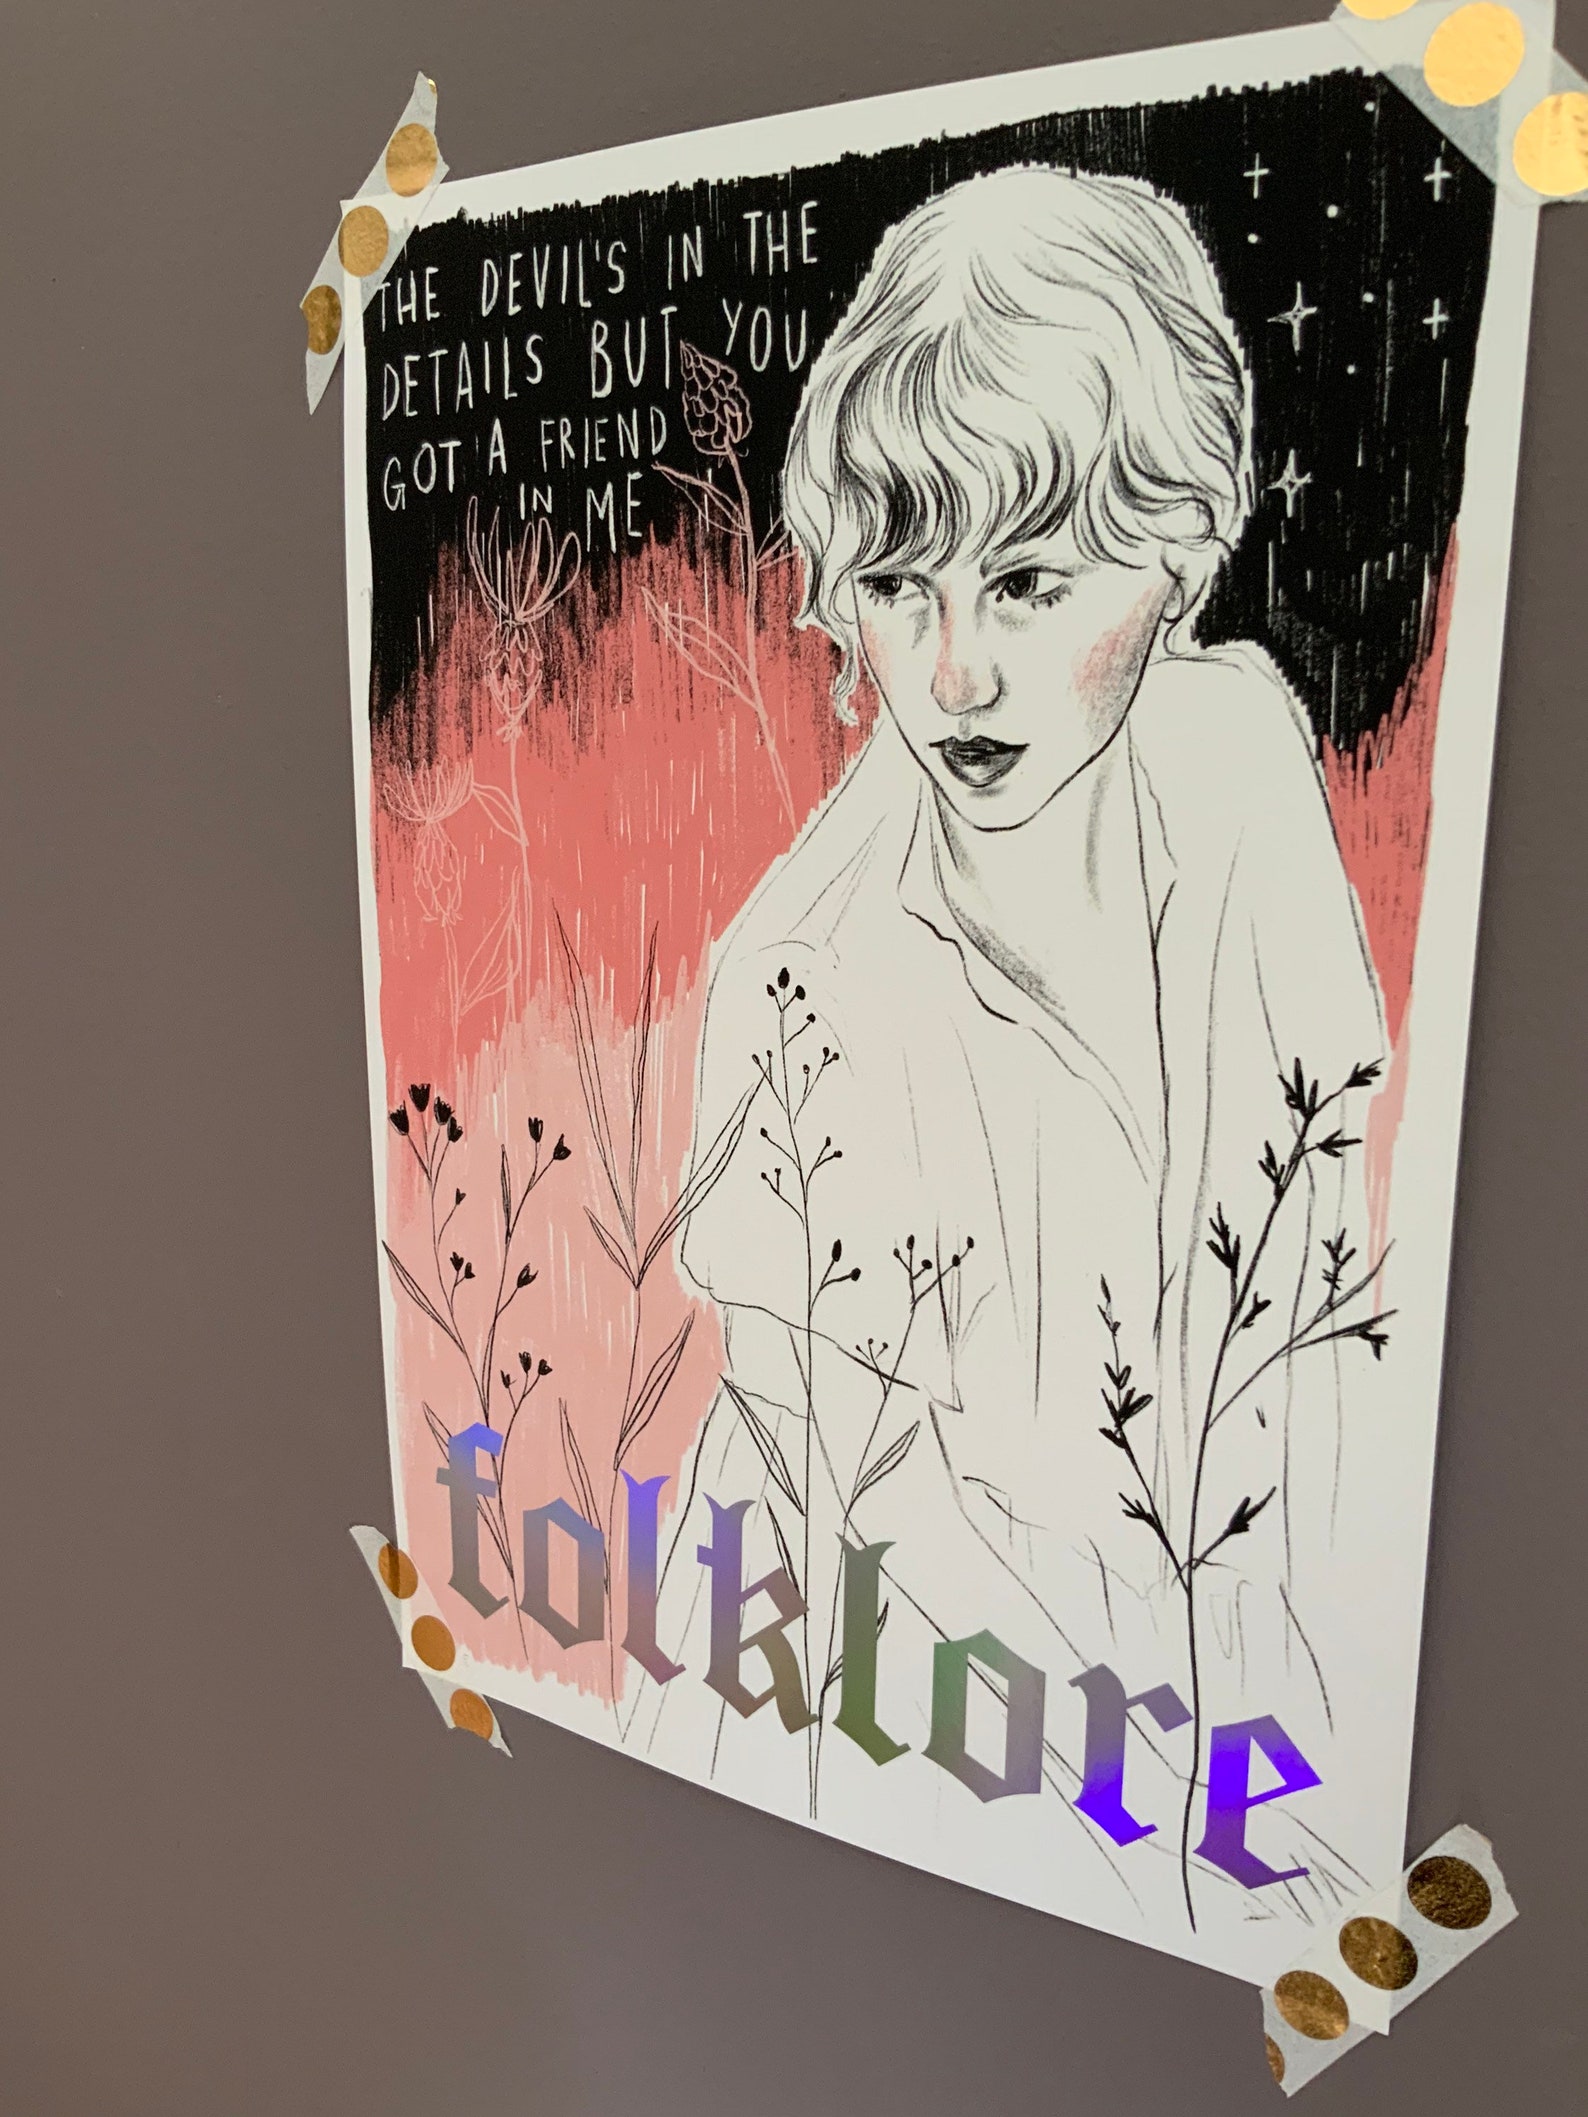 THE DEVIL'S IN THE
DETAILS BUT YOU
GOT A FRIEND
IN ME
folklore